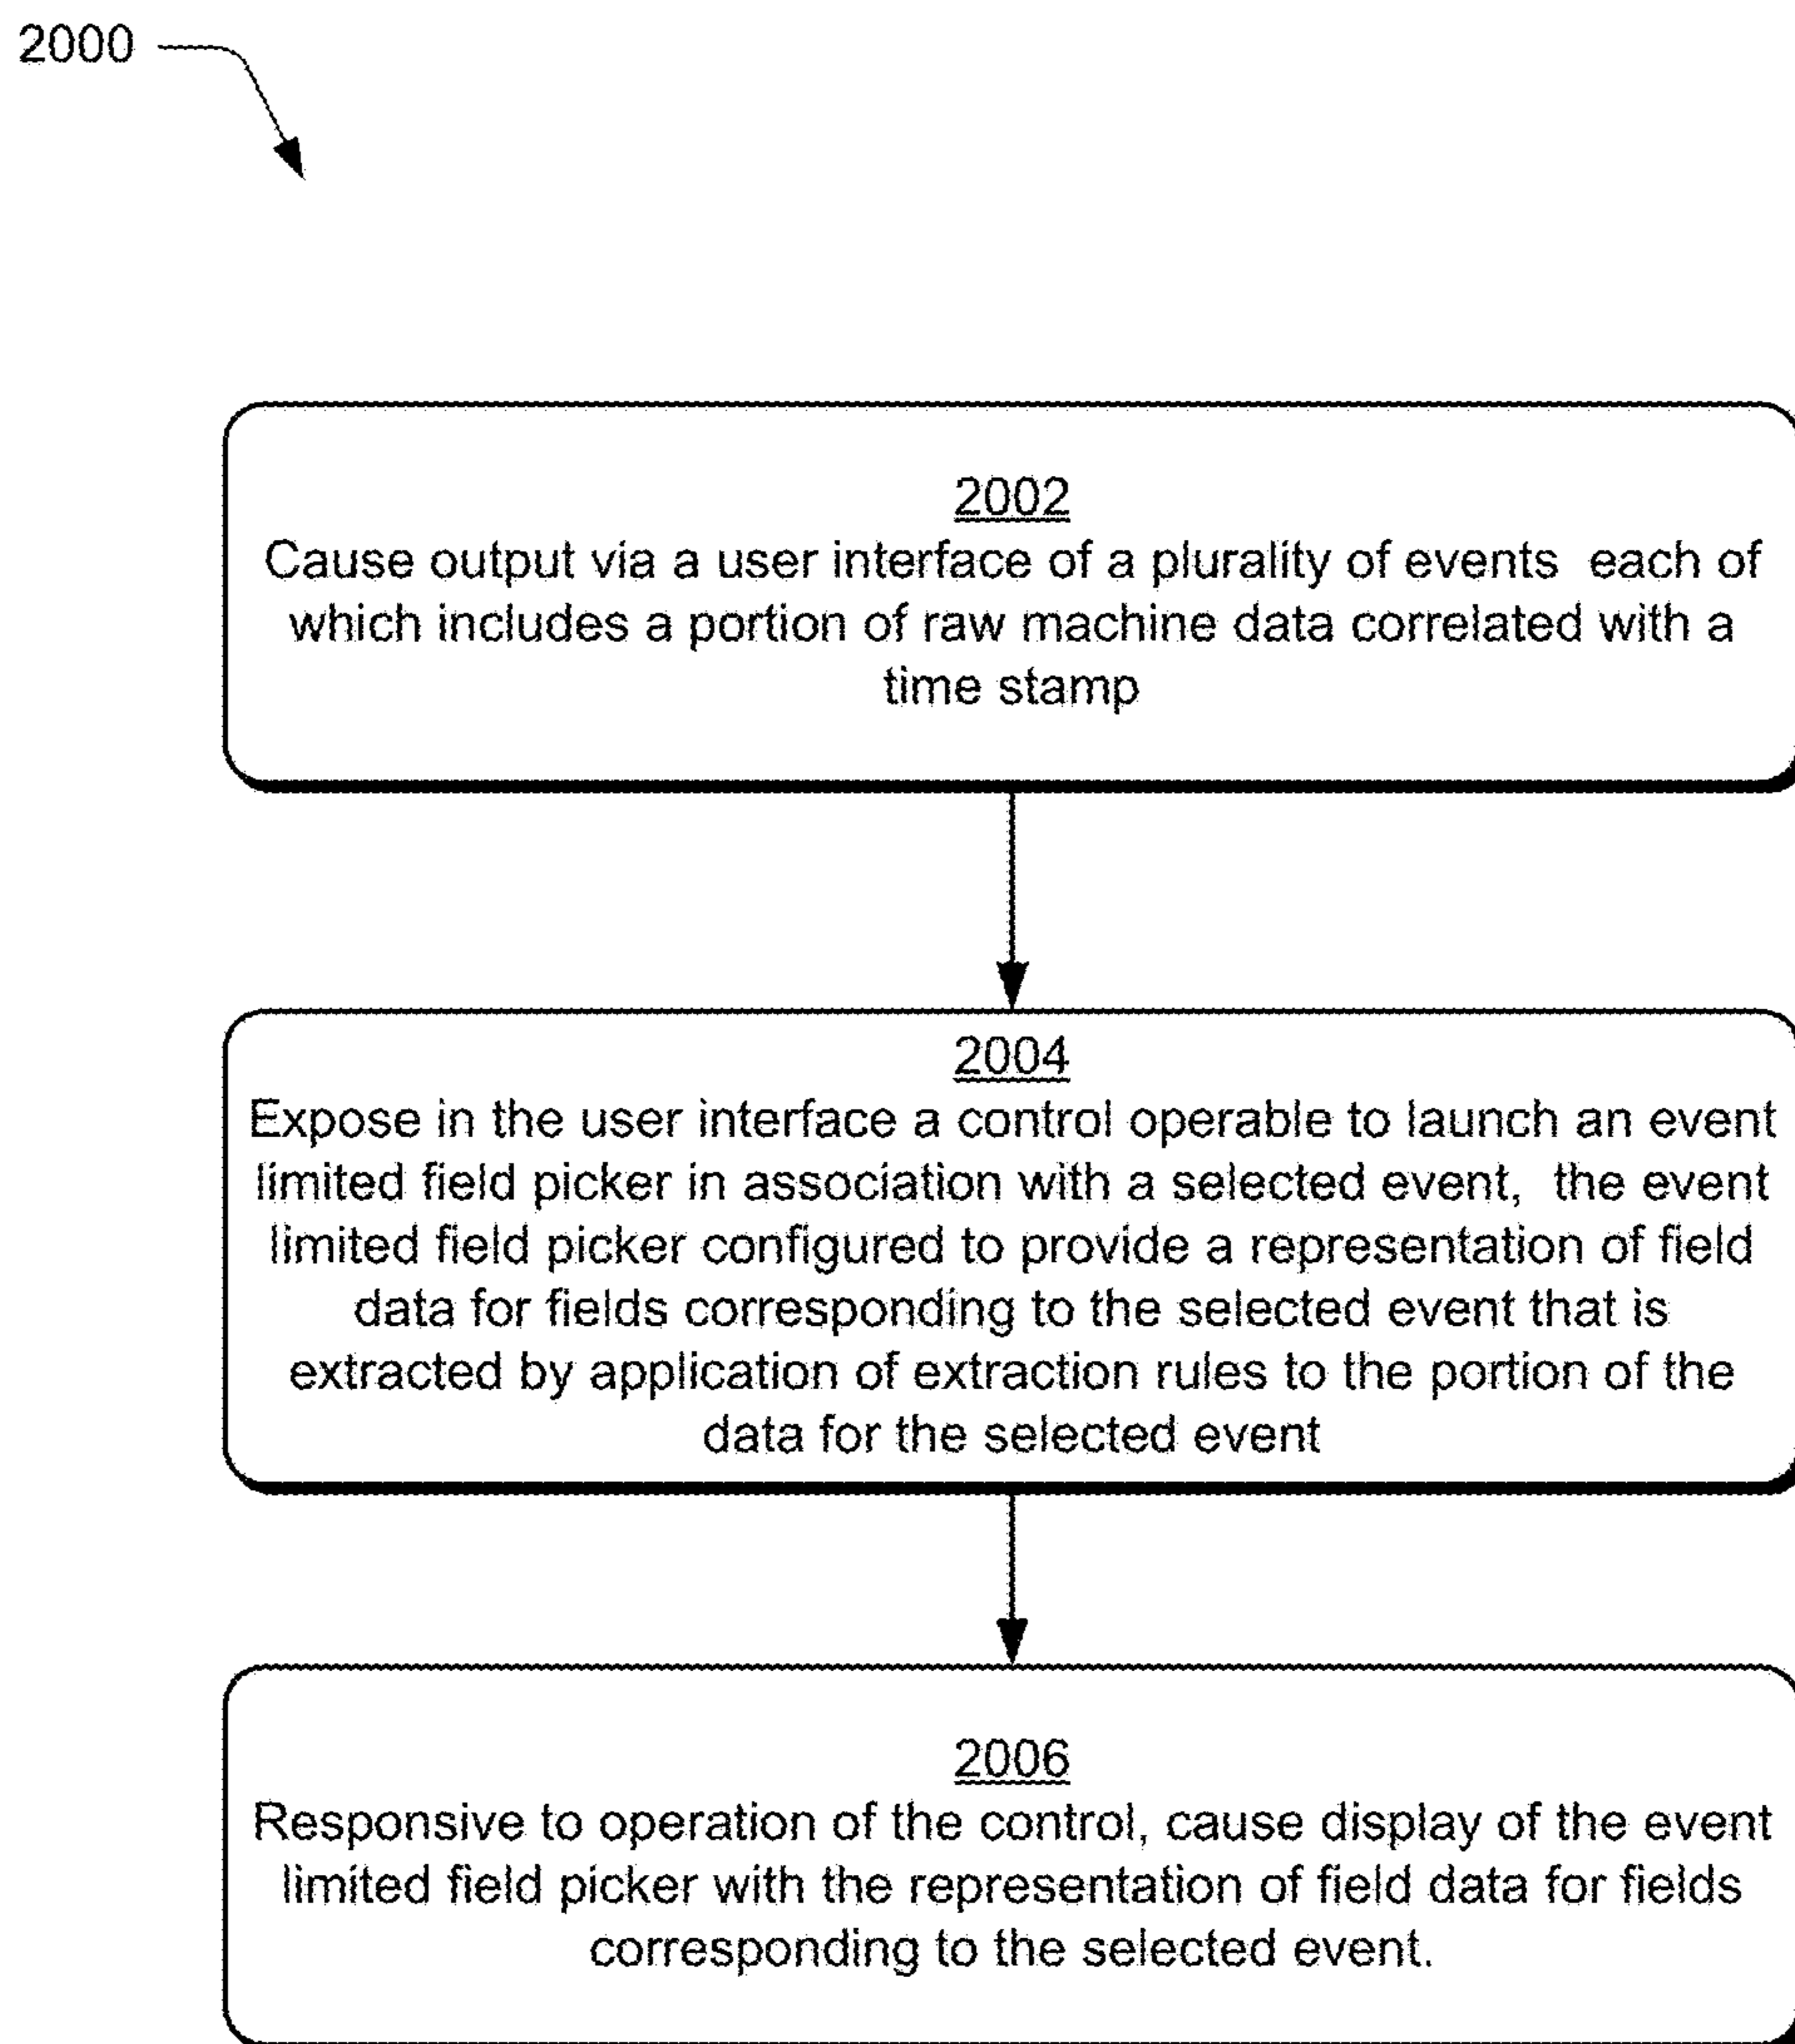 2000
2002
Cause output via a user interface of a plurality of events each of
which includes a portion of raw machine data correlated with a
time stamp
2004
Expose in the user interface a control operable to launch an event
limited field picker in association with a selected event, the event
limited field picker configured to provide a representation of field
data for fields corresponding to the selected event that is
extracted by application of extraction rules to the portion of the
data for the selected event
2006
Responsive to operation of the control, cause display of the event
limited field picker with the representation of field data for fields
corresponding to the selected event.